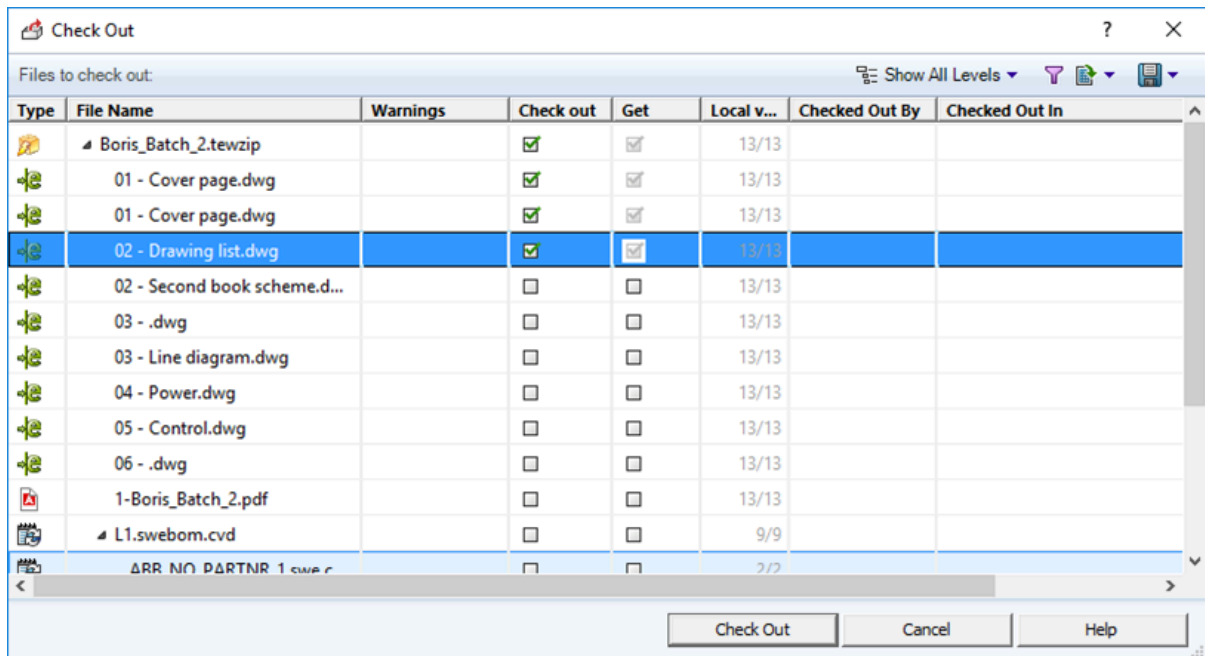 Check Out ?
Files to check out: Show All Levels
Type File Name Warnings Check out Get Local v... Checked Out By Checked Out In
Boris_Batch_2.tewzip 13/13
01 - Cover page.dwg 13/13
01 - Cover page.dwg 13/13
02 - Drawing list.dwg 13/13
02 - Second book scheme.d... 13/13
03 - .dwg 13/13
03 - Line diagram.dwg 13/13
04 - Power.dwg 13/13
05 - Control.dwg 13/13
06 - .dwg 13/13
1-Boris_Batch_2.pdf 13/13
L1.swebom.cvd 9/9
ABB_NO_PARTNR_1.swe.c... 2/2
Check Out Cancel Help